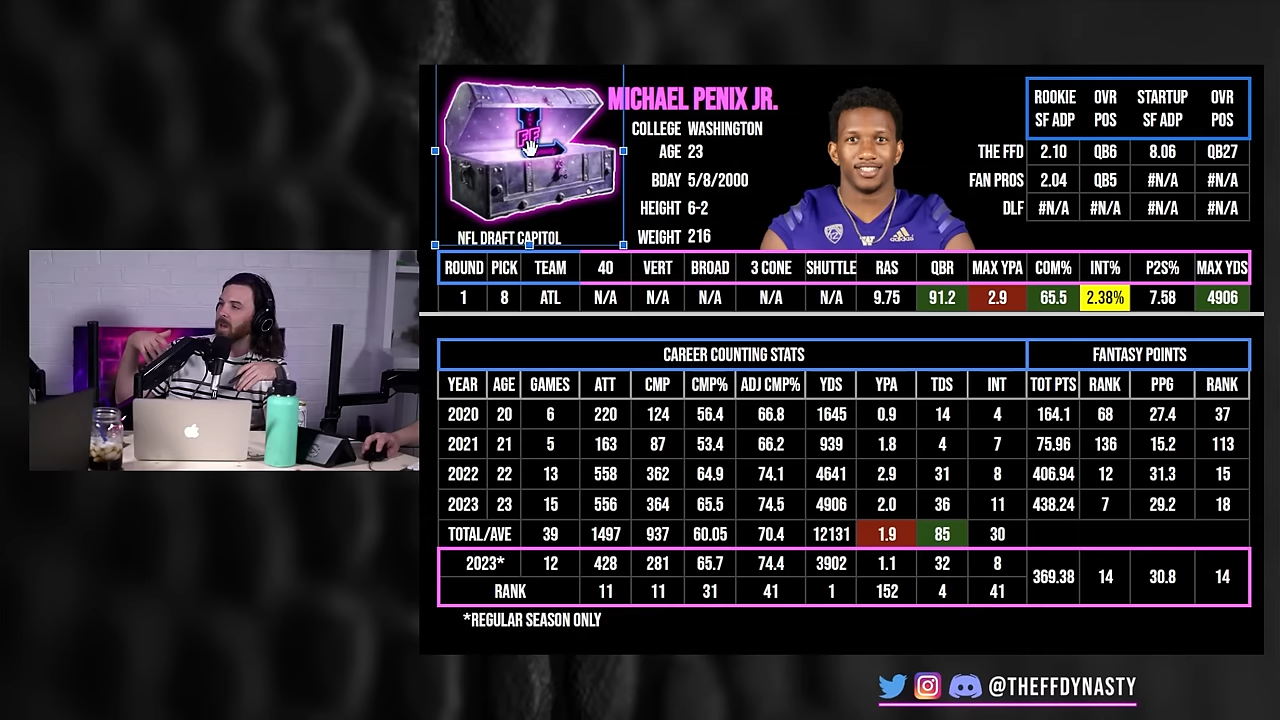 MICHAEL PENIX JR.
COLLEGE WASHINGTON
AGE 23
BDAY 5/8/2000
HEIGHT 6-2
WEIGHT 216
FF
NFL DRAFT CAPITOL
ROOKIE SF ADP OVR POS STARTUP SF ADP OVR POS
THE FFD 2.10 QB6 8.06 QB27
FAN PROS 2.04 QB5 #N/A #N/A
DLF #N/A #N/A #N/A #N/A
W
adidas
ROUND PICK TEAM 40 VERT BROAD 3 CONE SHUTTLE RAS QBR MAX YPA COM% INT% P2S% MAX YDS
1 8 ATL N/A N/A N/A N/A N/A 9.75 91.2 2.9 65.5 2.38% 7.58 4906
CAREER COUNTING STATS FANTASY POINTS
YEAR AGE GAMES ATT CMP CMP% ADJ CMP% YDS YPA TDS INT TOT PTS RANK PPG RANK
2020 20 6 220 124 56.4 66.8 1645 0.9 14 4 164.1 68 27.4 37
2021 21 5 163 87 53.4 66.2 939 1.8 4 7 75.96 136 15.2 113
2022 22 13 558 362 64.9 74.1 4641 2.9 31 8 406.94 12 31.3 15
2023 23 15 556 364 65.5 74.5 4906 2.0 36 11 438.24 7 29.2 18
TOTAL/AVE 39 1497 937 60.05 70.4 12131 1.9 85 30
2023* 12 428 281 65.7 74.4 3902 1.1 32 8 369.38 14 30.8 14
RANK 11 11 31 41 1 152 4 41
*REGULAR SEASON ONLY
@THEFFDYNASTY